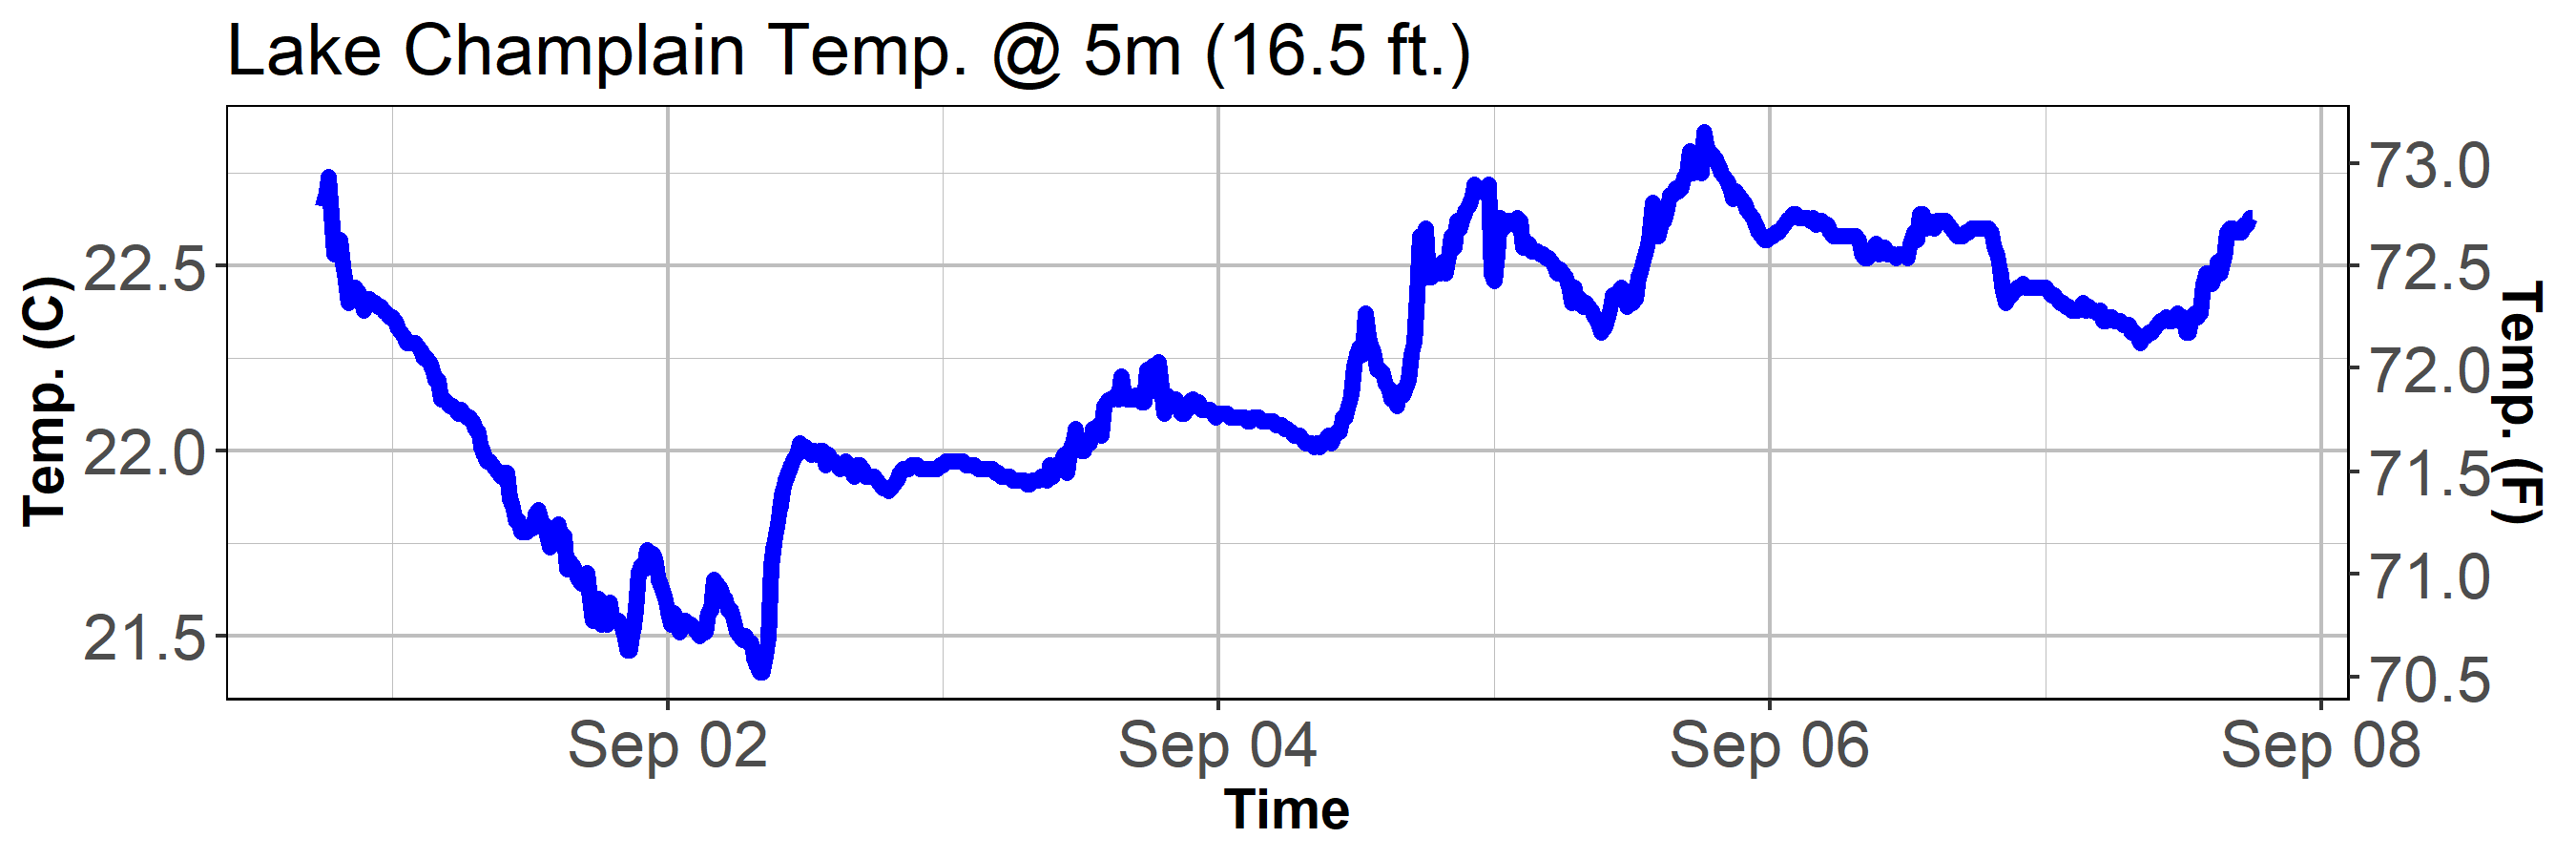 Lake Champlain Temp. @ 5m (16.5 ft.)
Temp. (C)
22.5
22.0
21.5
73.0
72.5
72.0
71.5
71.0
70.5
Temp. (F)
Sep 02
Sep 04
Sep 06
Sep 08
Time